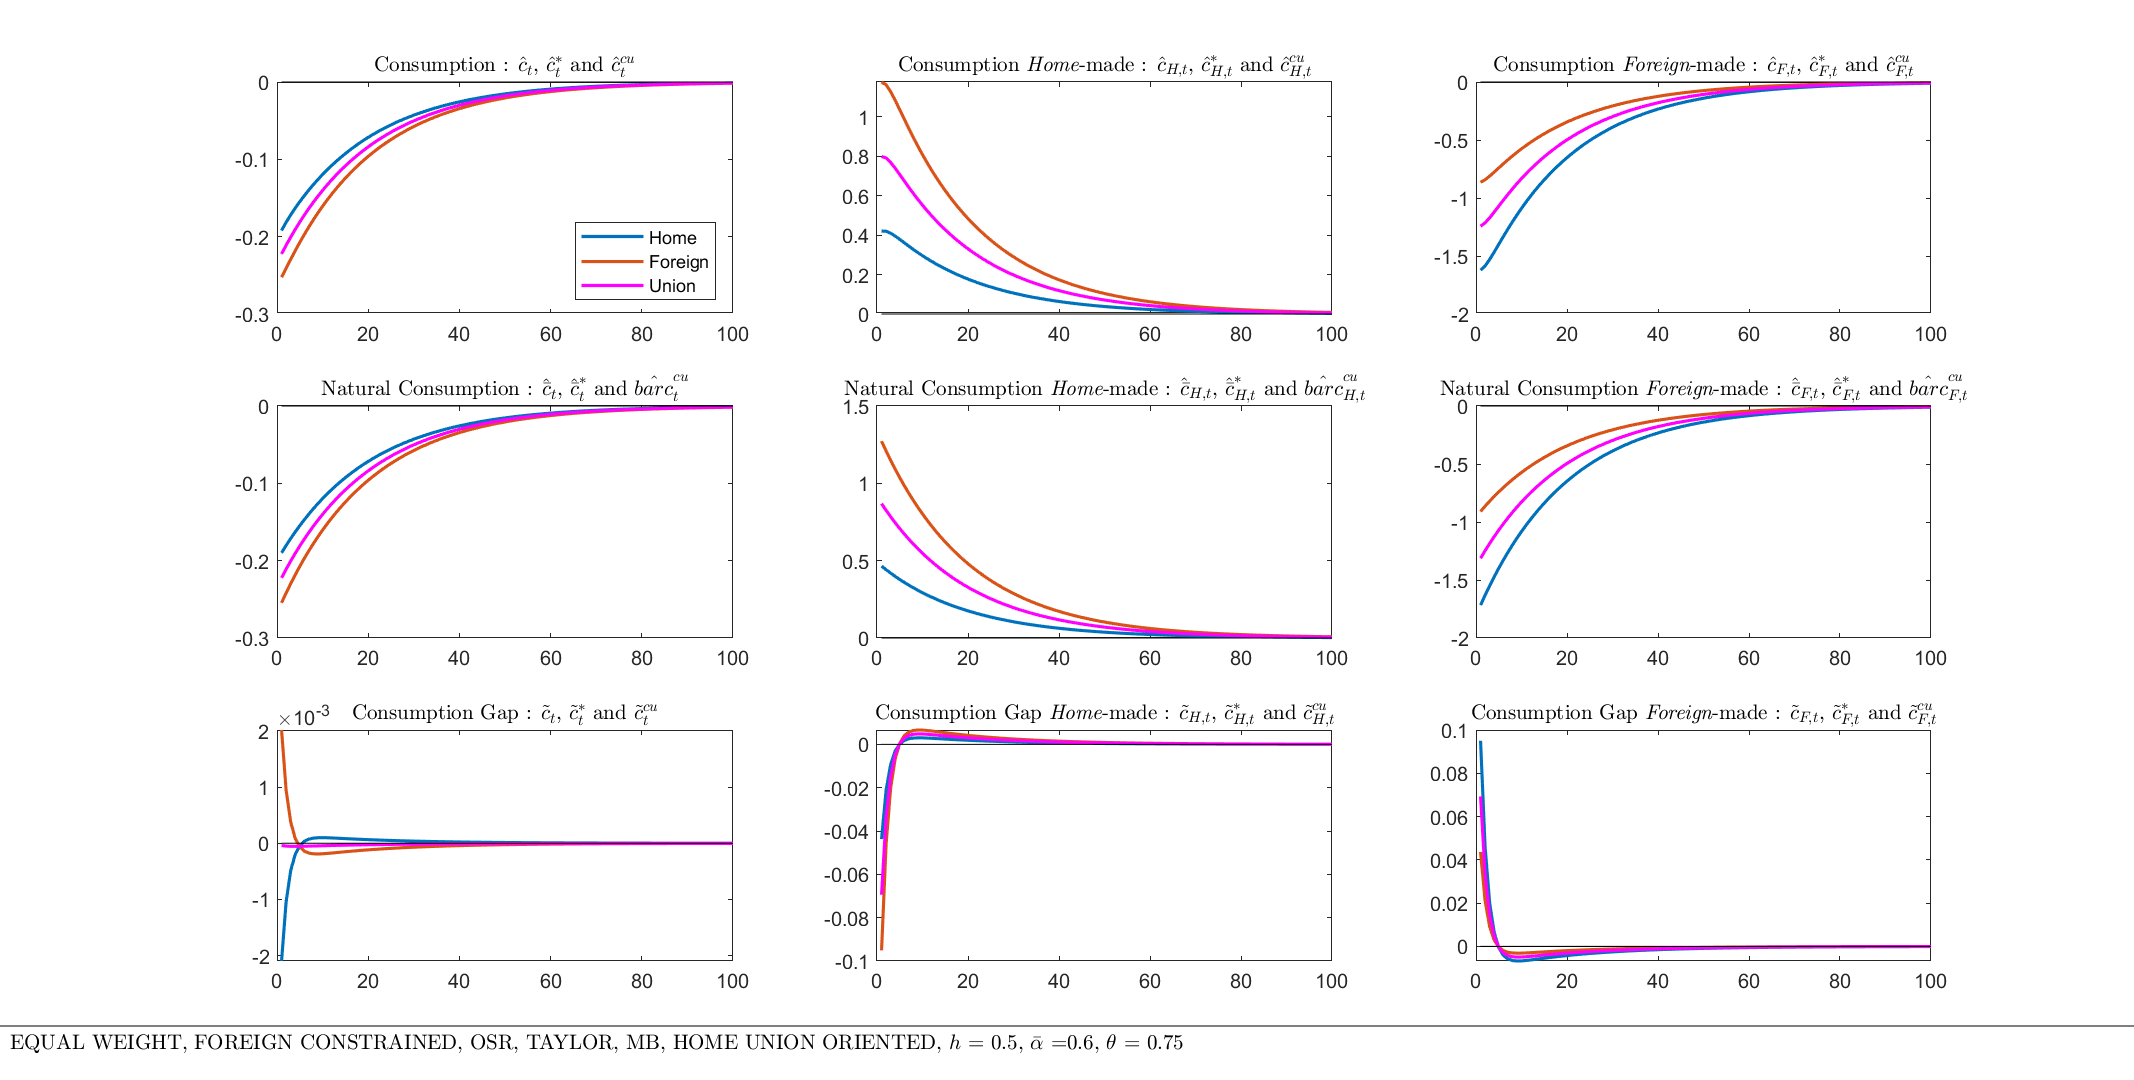 Consumption : ĉ_t, ĉ*_t and ĉ^cu_t
0
-0.1
-0.2
-0.3
0 20 40 60 80 100
Home
Foreign
Union
Consumption Home-made : ĉ_H,t, ĉ*_H,t and ĉ^cu_H,t
1
0.8
0.6
0.4
0.2
0
0 20 40 60 80 100
Consumption Foreign-made : ĉ_F,t, ĉ*_F,t and ĉ^cu_F,t
0
-0.5
-1
-1.5
-2
0 20 40 60 80 100
Natural Consumption : c̄̂_t, c̄̂*_t and bar̂c^cu_t
0
-0.1
-0.2
-0.3
0 20 40 60 80 100
Natural Consumption Home-made : c̄̂_H,t, c̄̂*_H,t and bar̂c^cu_H,t
1.5
1
0.5
0
0 20 40 60 80 100
Natural Consumption Foreign-made : c̄̂_F,t, c̄̂*_F,t and bar̂c^cu_F,t
0
-0.5
-1
-1.5
-2
0 20 40 60 80 100
×10^-3 Consumption Gap : c̃_t, c̃*_t and c̃^cu_t
2
1
0
-1
-2
0 20 40 60 80 100
Consumption Gap Home-made : c̃_H,t, c̃*_H,t and c̃^cu_H,t
0
-0.02
-0.04
-0.06
-0.08
-0.1
0 20 40 60 80 100
Consumption Gap Foreign-made : c̃_F,t, c̃*_F,t and c̃^cu_F,t
0.1
0.08
0.06
0.04
0.02
0
0 20 40 60 80 100
EQUAL WEIGHT, FOREIGN CONSTRAINED, OSR, TAYLOR, MB, HOME UNION ORIENTED, h = 0.5, ᾱ =0.6, θ = 0.75